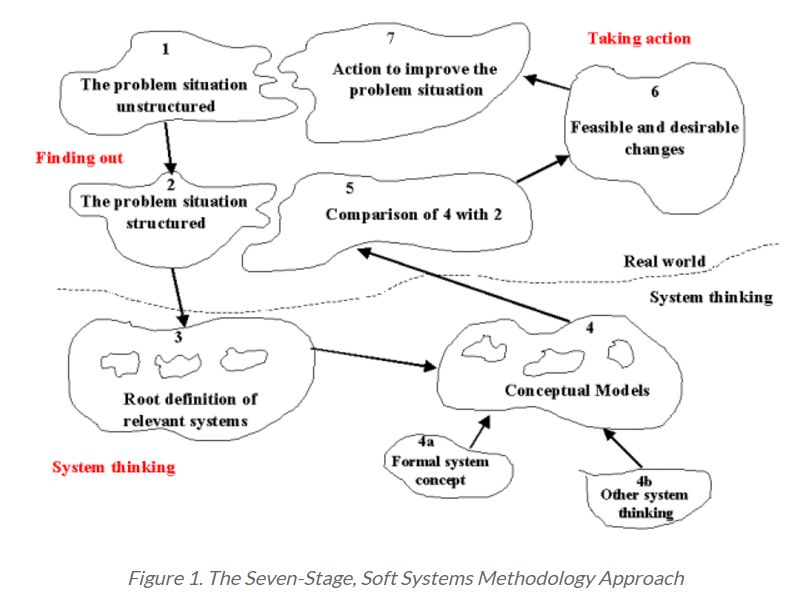 1
The problem situation
unstructured
7
Action to improve the
problem situation
Taking action
6
Feasible and desirable
changes
Finding out
2
The problem situation
structured
5
Comparison of 4 with 2
Real world
System thinking
3
Root definition of
relevant systems
4
Conceptual Models
System thinking
4a
Formal system
concept
4b
Other system
thinking
Figure 1. The Seven-Stage, Soft Systems Methodology Approach